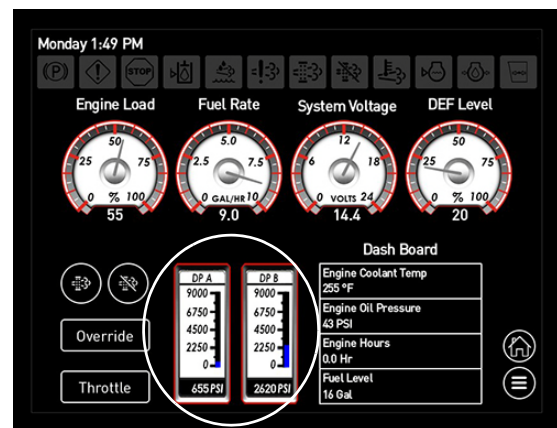 Monday 1:49 PM
(P) STOP
Engine Load Fuel Rate System Voltage DEF Level
50 5.0 12 50
25 75 2.5 7.5 6 18 25 75
0 % 100 0 GAL/HR 10 0 VOLTS 24 0 % 100
55 9.0 14.4 20
Dash Board
DP A DP B
9000 9000
6750 6750
4500 4500
2250 2250
0 0
655 PSI 2620 PSI
Engine Coolant Temp
255 °F
Engine Oil Pressure
43 PSI
Engine Hours
0.0 Hr
Fuel Level
16 Gal
Override
Throttle